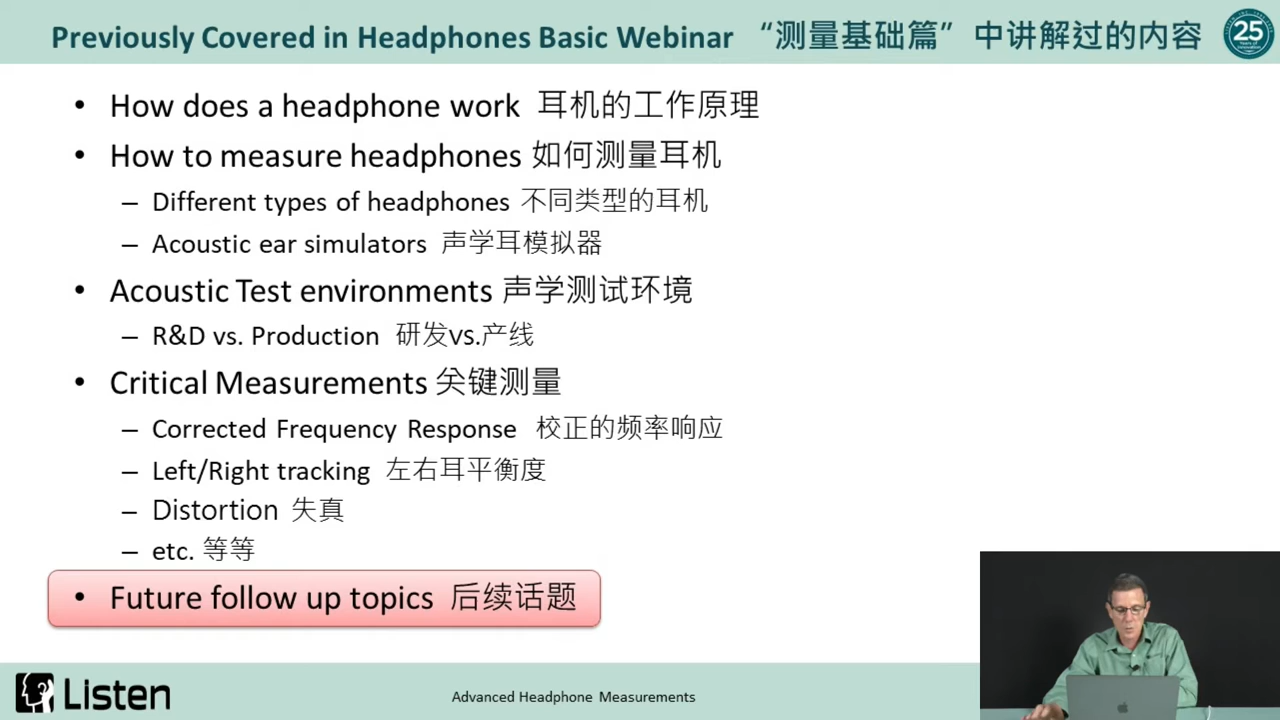 Previously Covered in Headphones Basic Webinar “测量基础篇” 中讲解过的内容
25
Years of Innovation
• How does a headphone work 耳机的工作原理
• How to measure headphones 如何测量耳机
– Different types of headphones 不同类型的耳机
– Acoustic ear simulators 声学耳模拟器
• Acoustic Test environments 声学测试环境
– R&D vs. Production 研发vs.产线
• Critical Measurements 关键测量
– Corrected Frequency Response 校正的频率响应
– Left/Right tracking 左右耳平衡度
– Distortion 失真
– etc. 等等
• Future follow up topics 后续话题
Listen
Advanced Headphone Measurements